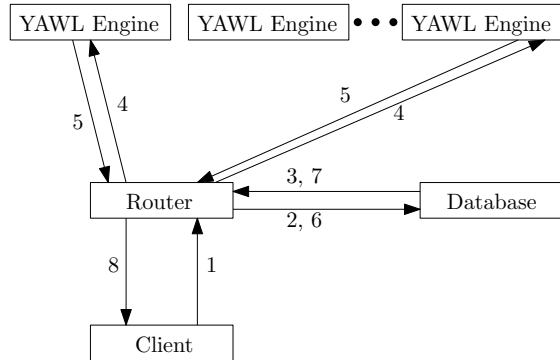 YAWL Engine
YAWL Engine
YAWL Engine
5
4
5
4
3, 7
Router
Database
2, 6
8
1
Client